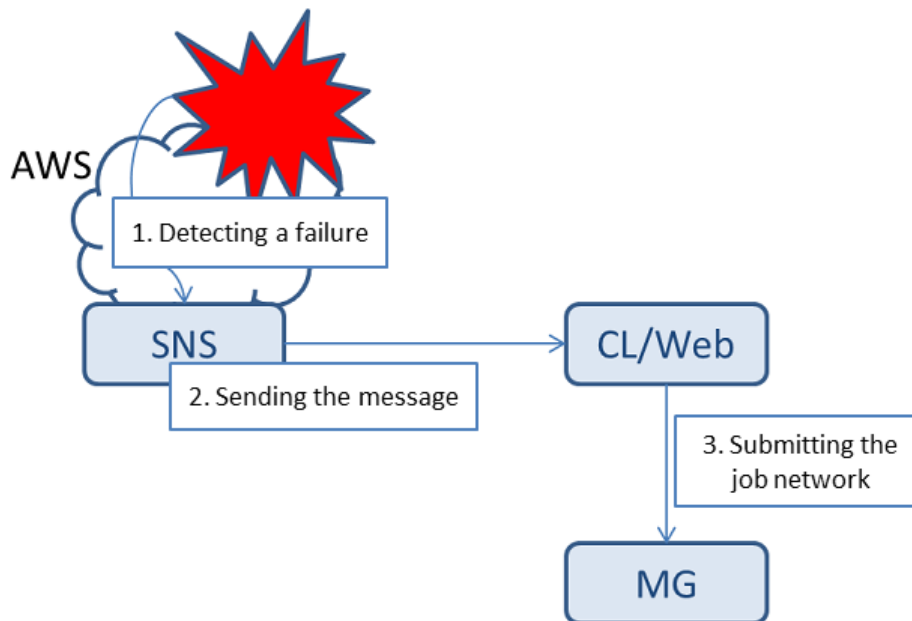 AWS
1. Detecting a failure
SNS
CL/Web
2. Sending the message
3. Submitting the
job network
MG